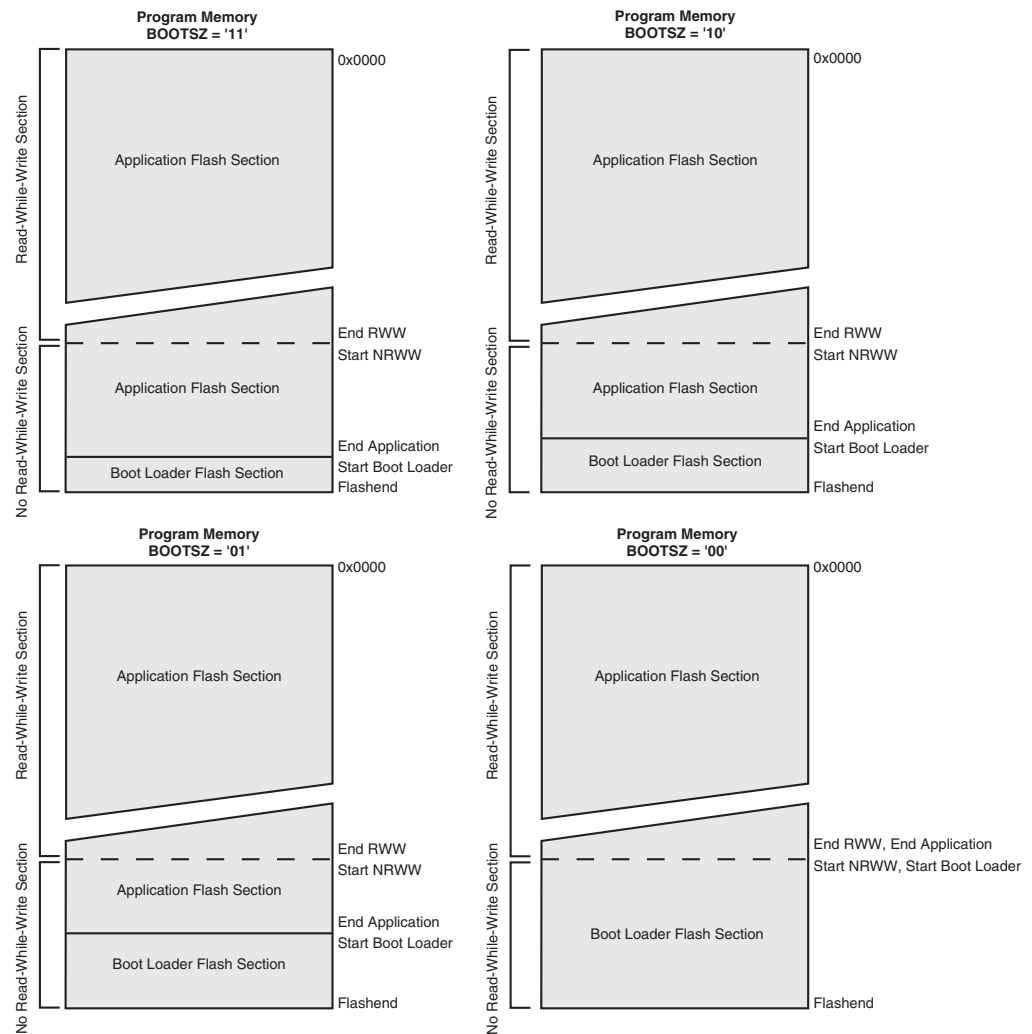 Program Memory
BOOTSZ = '11'
0x0000
Read-While-Write Section
Application Flash Section
End RWW
Start NRWW
No Read-While-Write Section
Application Flash Section
End Application
Start Boot Loader
Boot Loader Flash Section
Flashend
Program Memory
BOOTSZ = '10'
0x0000
Read-While-Write Section
Application Flash Section
End RWW
Start NRWW
No Read-While-Write Section
Application Flash Section
End Application
Start Boot Loader
Boot Loader Flash Section
Flashend
Program Memory
BOOTSZ = '01'
0x0000
Read-While-Write Section
Application Flash Section
End RWW
Start NRWW
No Read-While-Write Section
Application Flash Section
End Application
Start Boot Loader
Boot Loader Flash Section
Flashend
Program Memory
BOOTSZ = '00'
0x0000
Read-While-Write Section
Application Flash Section
End RWW, End Application
Start NRWW, Start Boot Loader
No Read-While-Write Section
Boot Loader Flash Section
Flashend